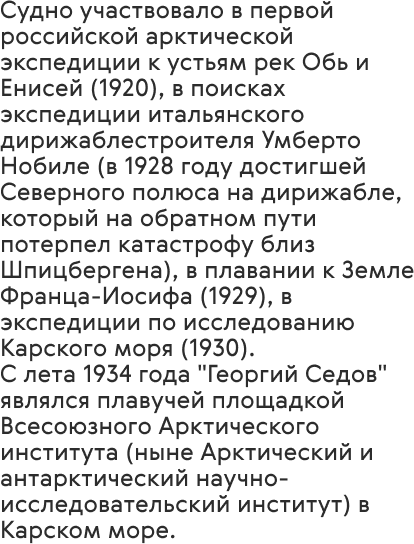 Судно участвовало в первой
российской арктической
экспедиции к устьям рек Обь и
Енисей (1920), в поисках
экспедиции итальянского
дирижаблестроителя Умберто
Нобиле (в 1928 году достигшей
Северного полюса на дирижабле,
который на обратном пути
потерпел катастрофу близ
Шпицбергена), в плавании к Земле
Франца-Иосифа (1929), в
экспедиции по исследованию
Карского моря (1930).
С лета 1934 года "Георгий Седов"
являлся плавучей площадкой
Всесоюзного Арктического
института (ныне Арктический и
антарктический научно-
исследовательский институт) в
Карском море.